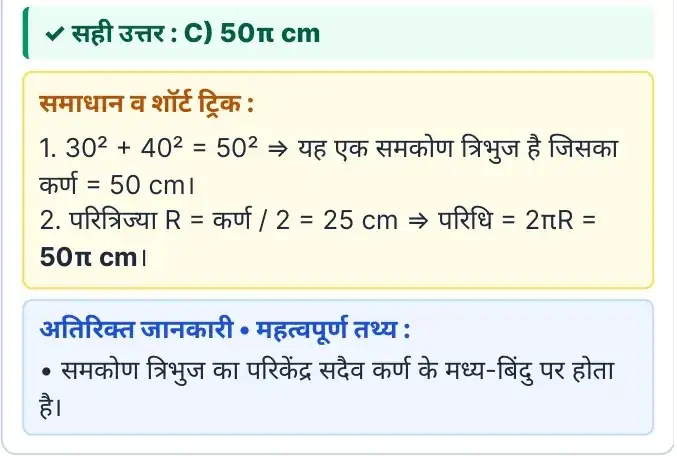 ✓ सही उत्तर : C) 50π cm
समाधान व शॉर्ट ट्रिक :
1. 30² + 40² = 50² ⇒ यह एक समकोण त्रिभुज है जिसका
कर्ण = 50 cm।
2. परित्रिज्या R = कर्ण / 2 = 25 cm ⇒ परिधि = 2πR =
50π cm।
अतिरिक्त जानकारी • महत्वपूर्ण तथ्य :
• समकोण त्रिभुज का परिकेंद्र सदैव कर्ण के मध्य-बिंदु पर होता
है।